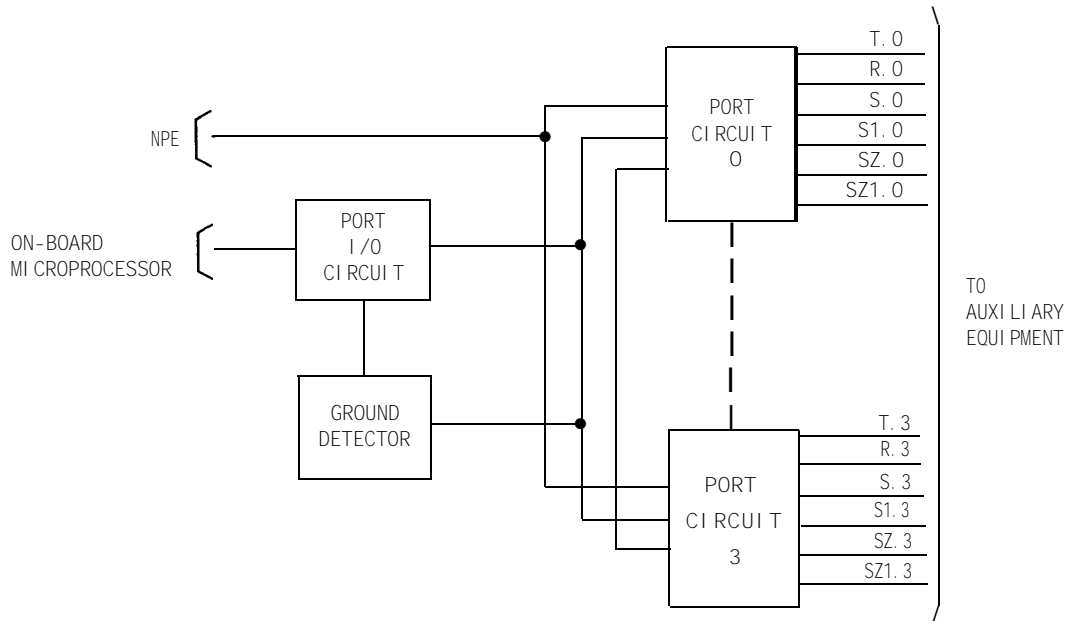 NPE
ON-BOARD
MICROPROCESSOR
PORT
I/O
CIRCUIT
GROUND
DETECTOR
PORT
CIRCUIT
0
T.0
R.0
S.0
S1.0
SZ.0
SZ1.0
PORT
CIRCUIT
3
T.3
R.3
S.3
S1.3
SZ.3
SZ1.3
TO
AUXILIARY
EQUIPMENT